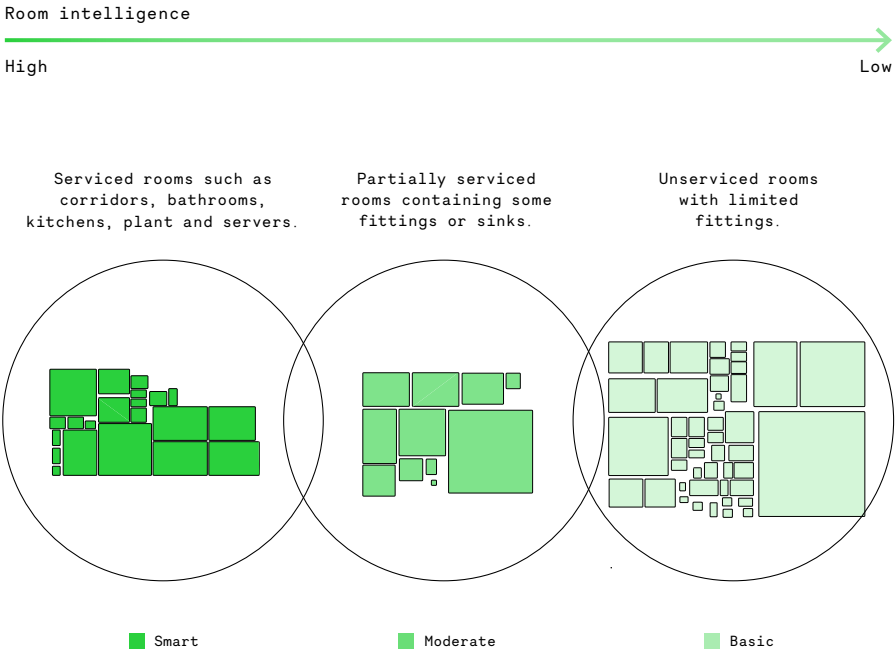 Room intelligence
High
Low
Serviced rooms such as
corridors, bathrooms,
kitchens, plant and servers.
Partially serviced
rooms containing some
fittings or sinks.
Unserviced rooms
with limited
fittings.
Smart
Moderate
Basic